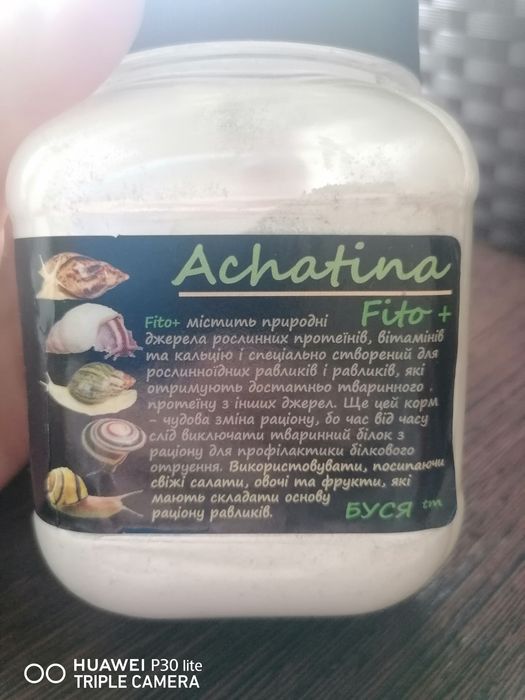 Achatina
Fito +
Fito+ містить природні
джерела рослинних протеїнів, вітамінів
та кальцію і спеціально створений для
рослинноїдних равликів і равликів, які
отримують достатньо тваринного
протеїну з інших джерел. Ще цей корм
– чудова зміна раціону, бо час від часу
слід виключати тваринний білок з
раціону для профілактики білкового
отруєння. Використовувати, посипаючи
свіжі салати, овочі та фрукти, які
мають складати основу
раціону равликів.
БУСЯ tm
HUAWEI P30 lite
TRIPLE CAMERA